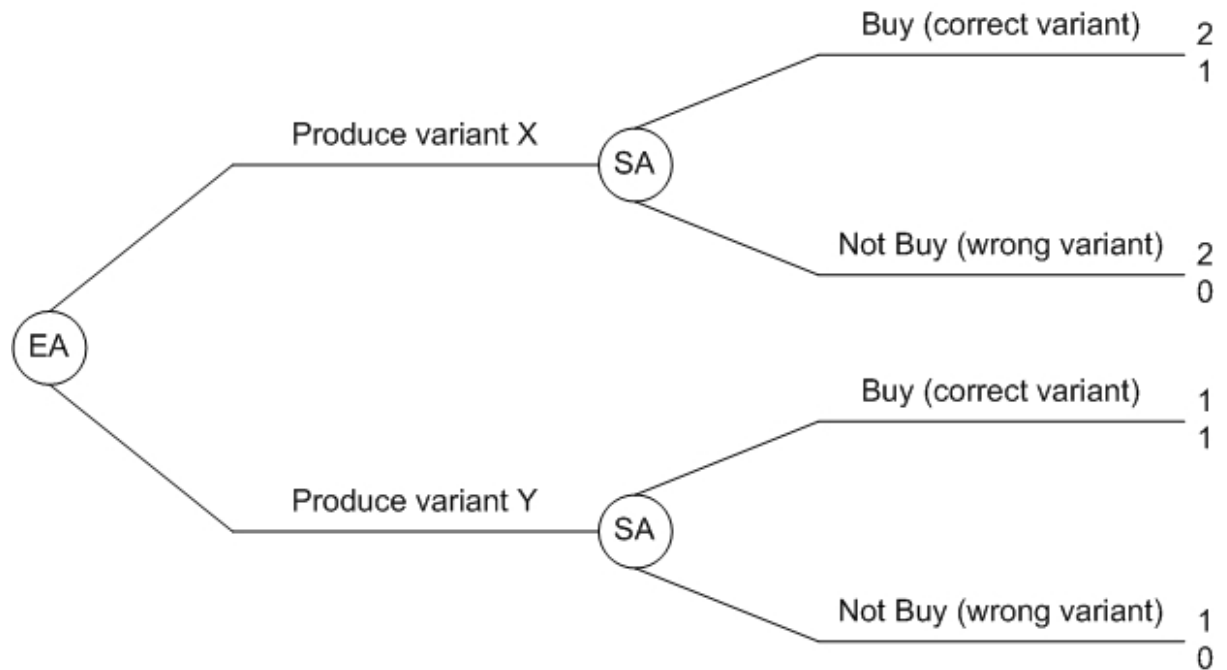 Buy (correct variant)
2
1
Produce variant X
SA
Not Buy (wrong variant)
2
0
EA
Buy (correct variant)
1
1
Produce variant Y
SA
Not Buy (wrong variant)
1
0